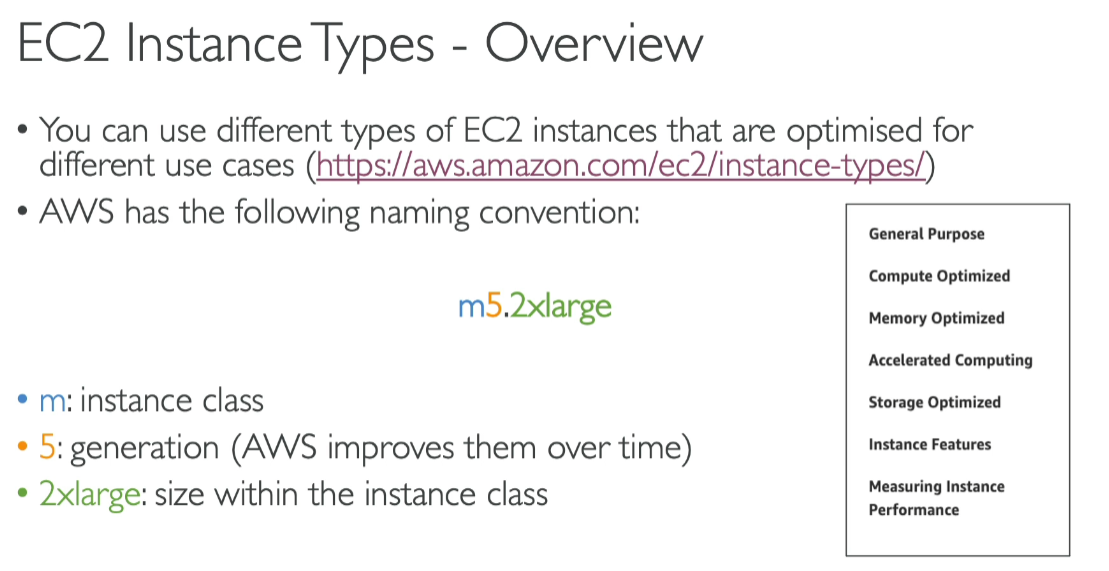 EC2 Instance Types - Overview
• You can use different types of EC2 instances that are optimised for
different use cases (https://aws.amazon.com/ec2/instance-types/)
• AWS has the following naming convention:
m5.2xlarge
• m: instance class
• 5: generation (AWS improves them over time)
• 2xlarge: size within the instance class
General Purpose
Compute Optimized
Memory Optimized
Accelerated Computing
Storage Optimized
Instance Features
Measuring Instance
Performance